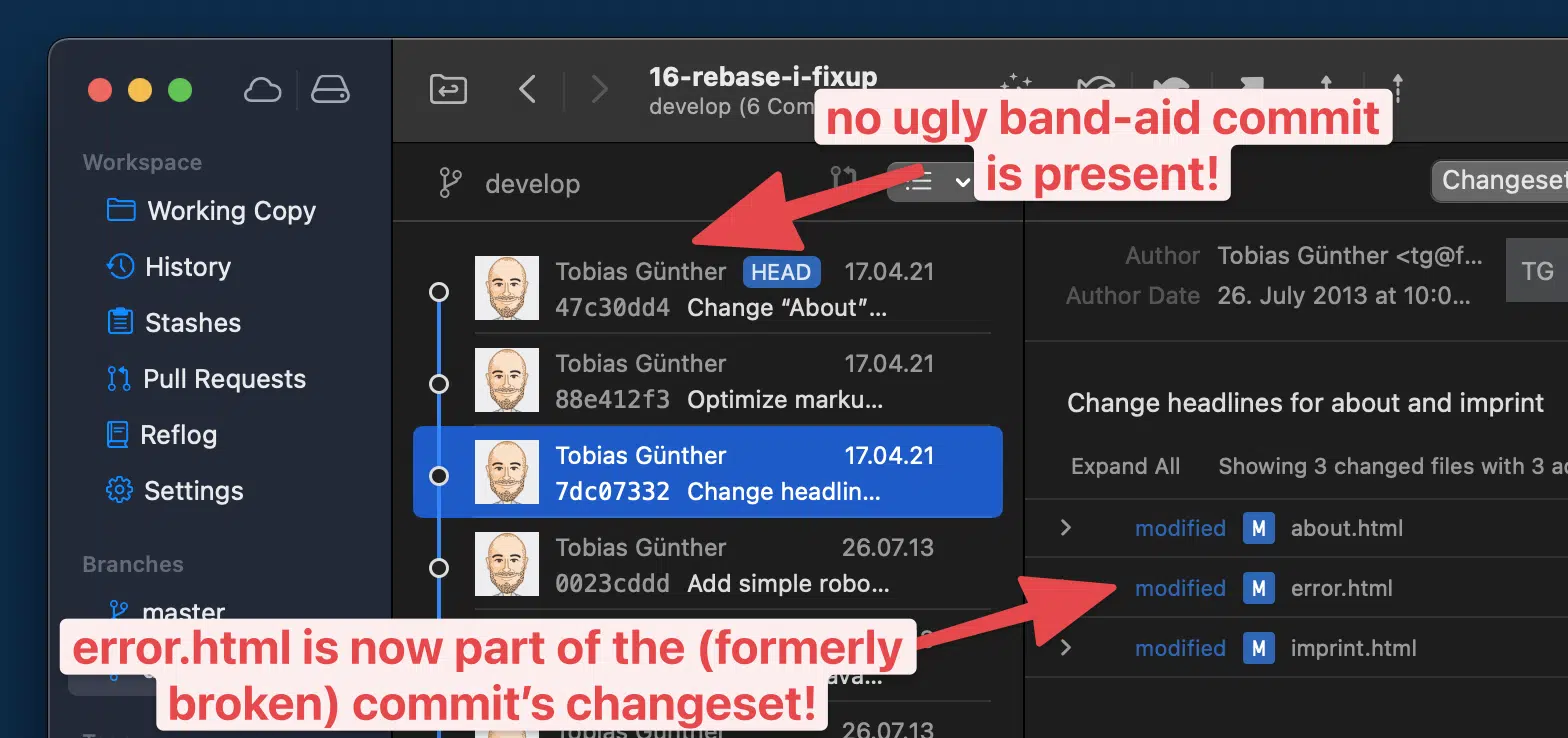 16-rebase-i-fixup
develop (6 Com
no ugly band-aid commit
is present!
Workspace
Working Copy
History
Stashes
Pull Requests
Reflog
Settings
Branches
master
develop
Changeset
Tobias Günther HEAD 17.04.21
47c30dd4 Change “About”...
Tobias Günther 17.04.21
88e412f3 Optimize marku...
Tobias Günther 17.04.21
7dc07332 Change headlin...
Tobias Günther 26.07.13
0023cddd Add simple robo...
ava...
Tobias Günther 26.07.13
Author Tobias Günther <tg@f...
TG
Author Date 26. July 2013 at 10:0...
Change headlines for about and imprint
Expand All Showing 3 changed files with 3 ad
modified M about.html
modified M error.html
modified M imprint.html
error.html is now part of the (formerly
broken) commit’s changeset!